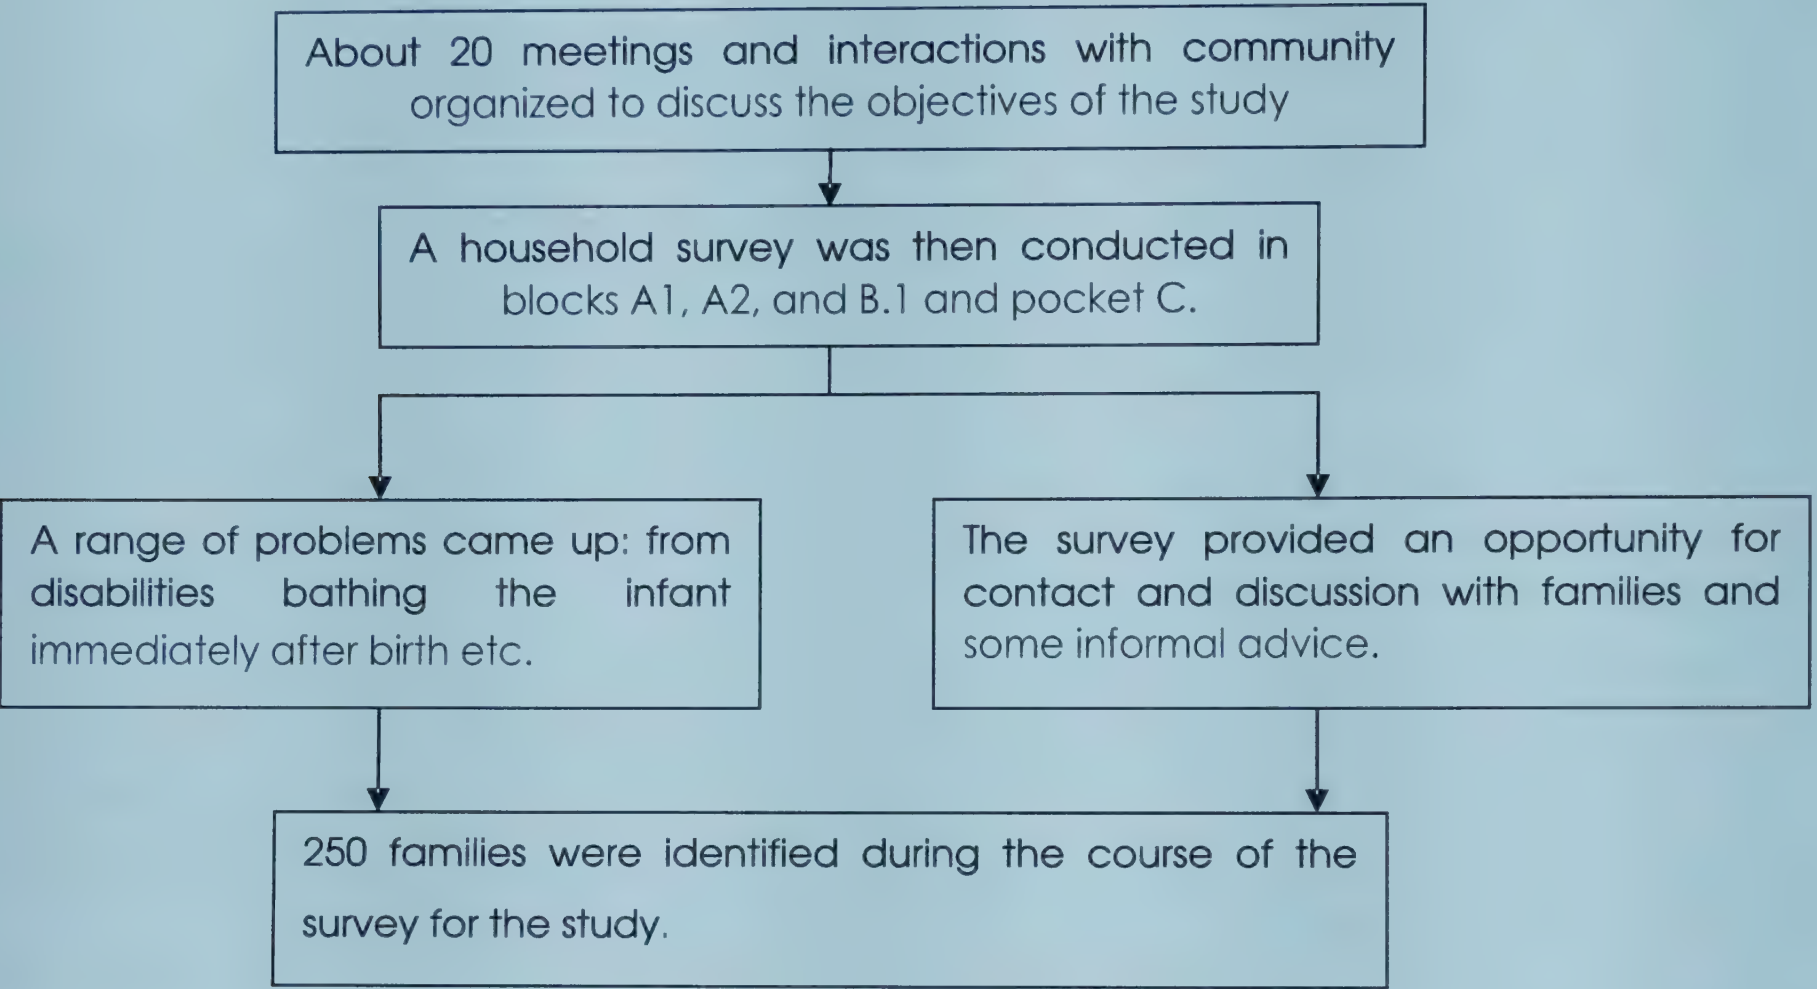 About 20 meetings and interactions with community
organized to discuss the objectives of the study
A household survey was then conducted in
blocks A1, A2, and B.1 and pocket C.
A range of problems came up: from
disabilities bathing the infant
immediately after birth etc.
The survey provided an opportunity for
contact and discussion with families and
some informal advice.
250 families were identified during the course of the
survey for the study.